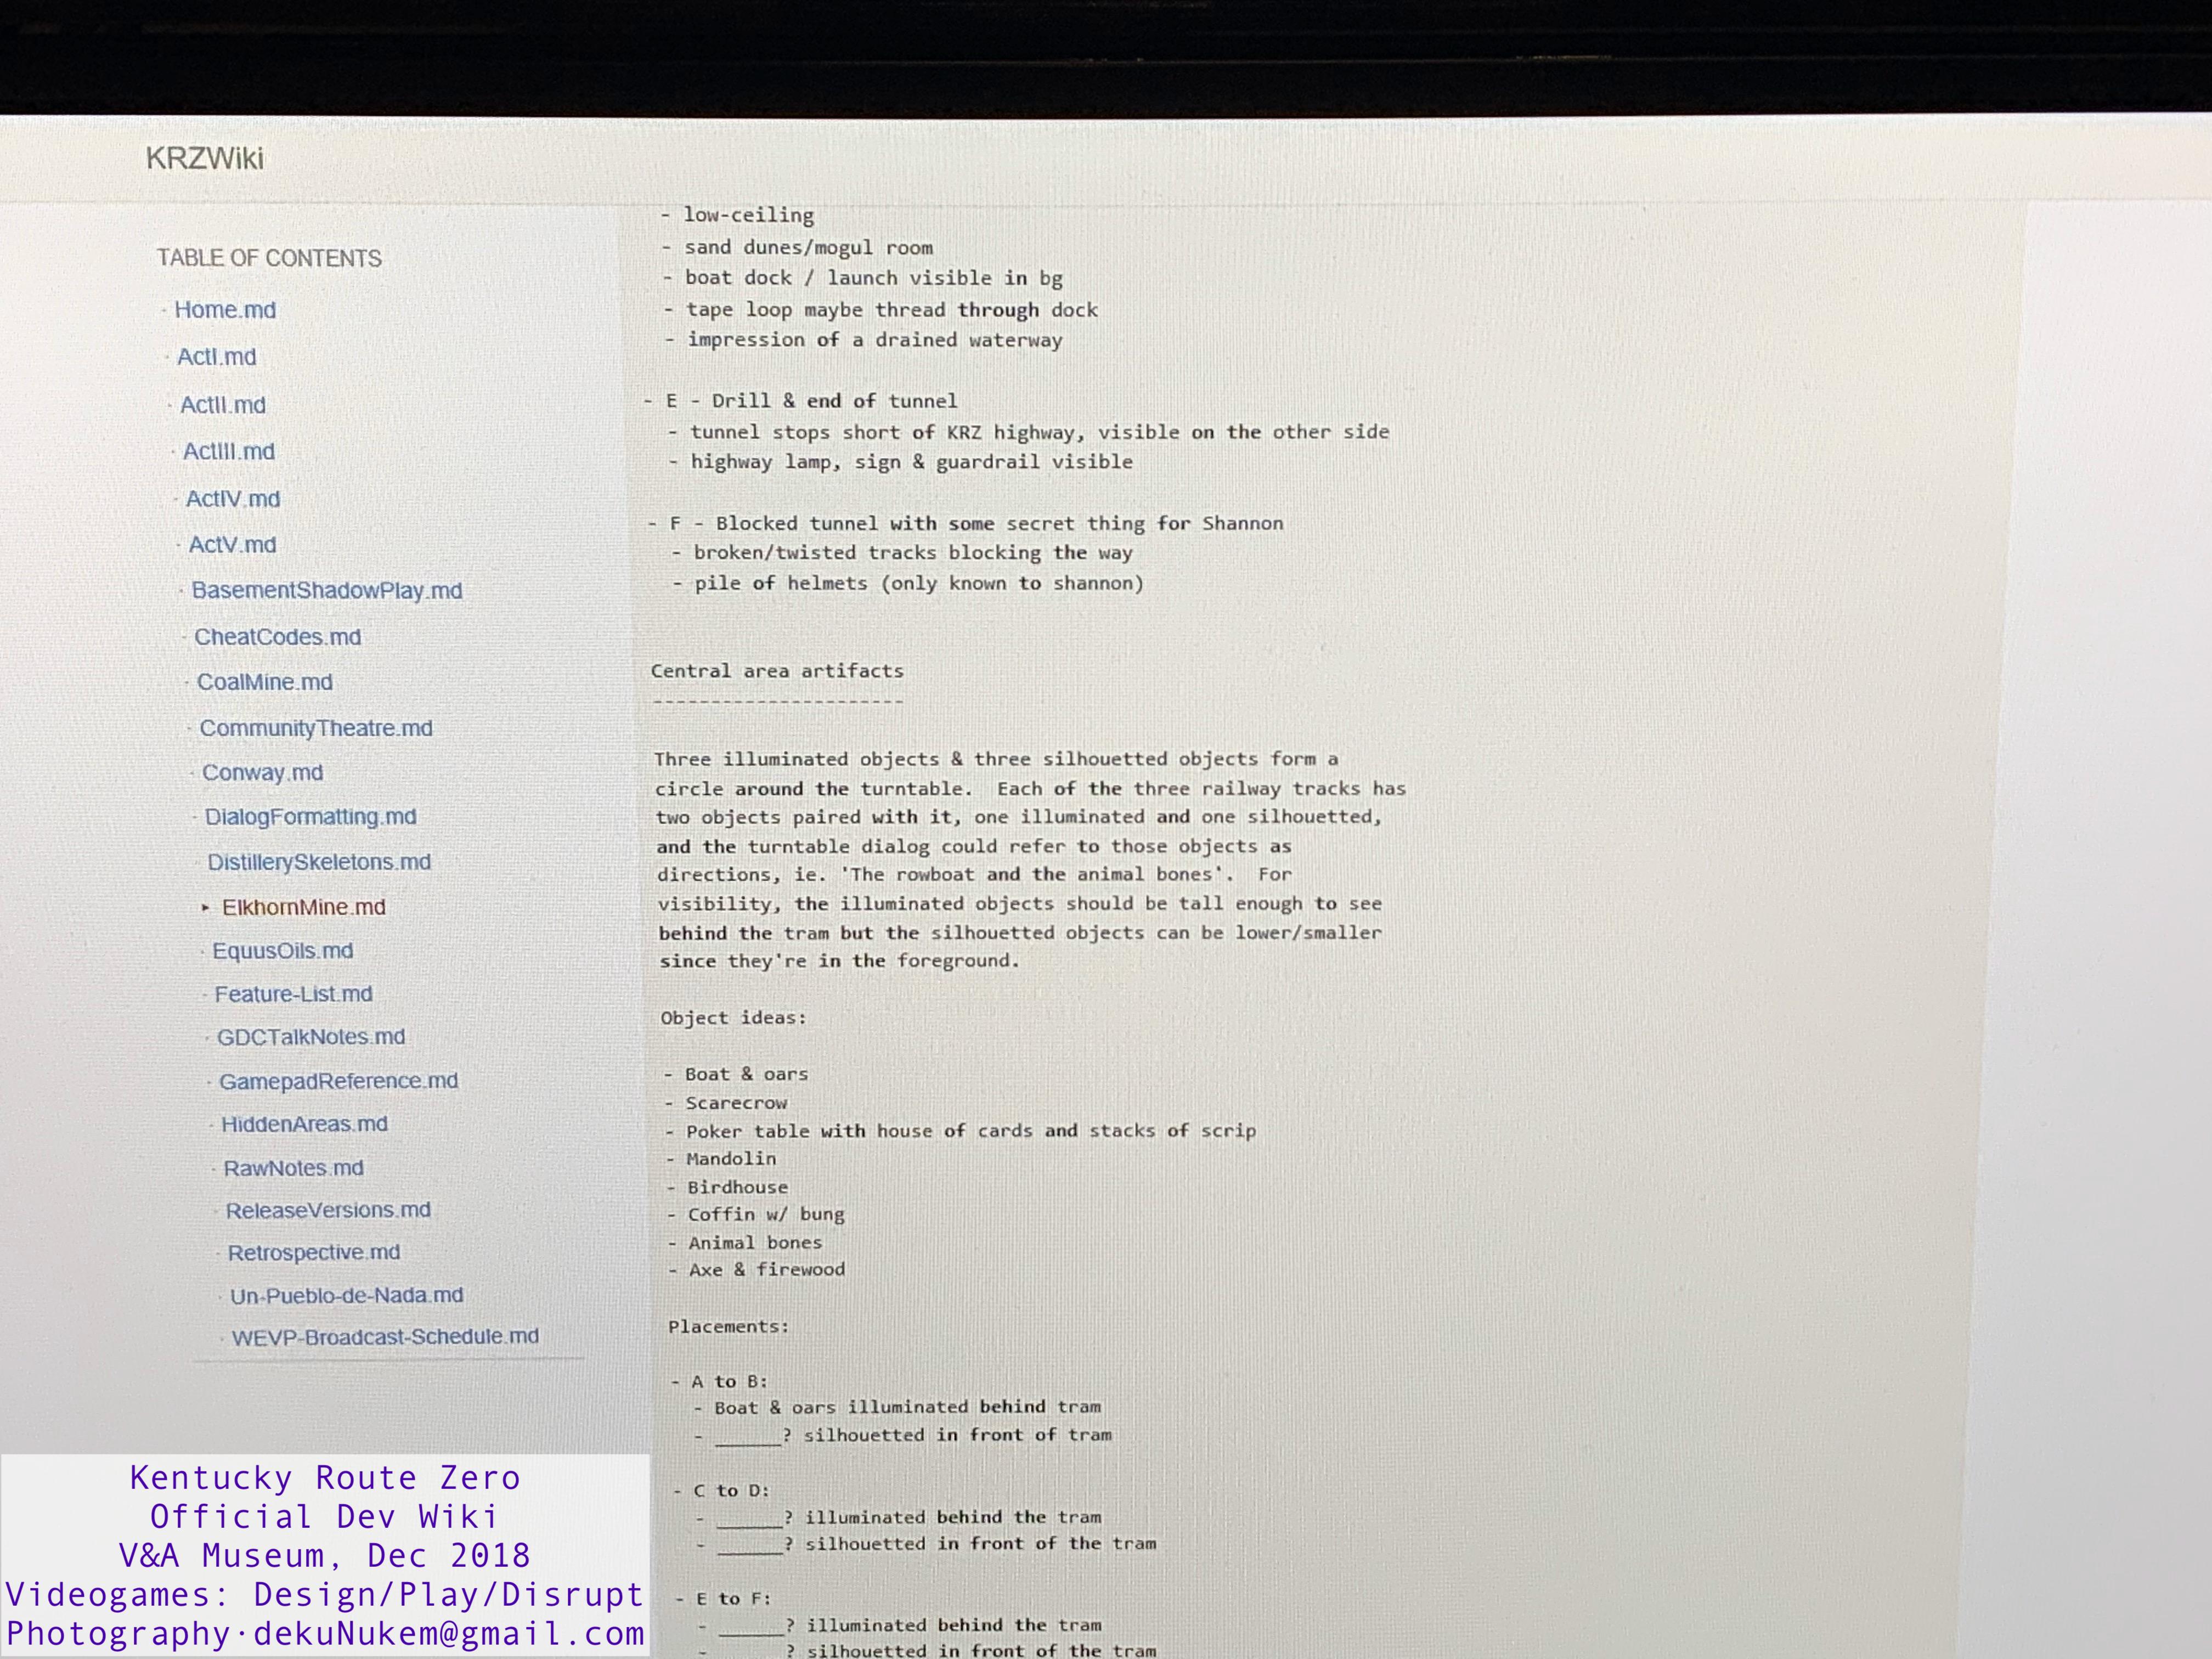 KRZWiki
TABLE OF CONTENTS
- Home.md
- ActI.md
- ActII.md
- ActIII.md
- ActIV.md
- ActV.md
- BasementShadowPlay.md
- CheatCodes.md
- CoalMine.md
- CommunityTheatre.md
- Conway.md
- DialogFormatting.md
DistillerySkeletons.md
▸ ElkhornMine.md
- EquusOils.md
- Feature-List.md
- GDCTalkNotes.md
- GamepadReference.md
- HiddenAreas.md
- RawNotes.md
- ReleaseVersions.md
- Retrospective.md
- Un-Pueblo-de-Nada.md
- WEVP-Broadcast-Schedule.md
- low-ceiling
- sand dunes/mogul room
- boat dock / launch visible in bg
- tape loop maybe thread through dock
- impression of a drained waterway
- E - Drill & end of tunnel
- tunnel stops short of KRZ highway, visible on the other side
- highway lamp, sign & guardrail visible
- F - Blocked tunnel with some secret thing for Shannon
- broken/twisted tracks blocking the way
- pile of helmets (only known to shannon)
Central area artifacts
----------------------
Three illuminated objects & three silhouetted objects form a
circle around the turntable.  Each of the three railway tracks has
two objects paired with it, one illuminated and one silhouetted,
and the turntable dialog could refer to those objects as
directions, ie. 'The rowboat and the animal bones'.  For
visibility, the illuminated objects should be tall enough to see
behind the tram but the silhouetted objects can be lower/smaller
since they're in the foreground.
Object ideas:
- Boat & oars
- Scarecrow
- Poker table with house of cards and stacks of scrip
- Mandolin
- Birdhouse
- Coffin w/ bung
- Animal bones
- Axe & firewood
Placements:
- A to B:
- Boat & oars illuminated behind tram
- ______? silhouetted in front of tram
- C to D:
- ______? illuminated behind the tram
- ______? silhouetted in front of the tram
- E to F:
- ______? illuminated behind the tram
- ______? silhouetted in front of the tram
Kentucky Route Zero
Official Dev Wiki
V&A Museum, Dec 2018
Videogames: Design/Play/Disrupt
Photography·dekuNukem@gmail.com